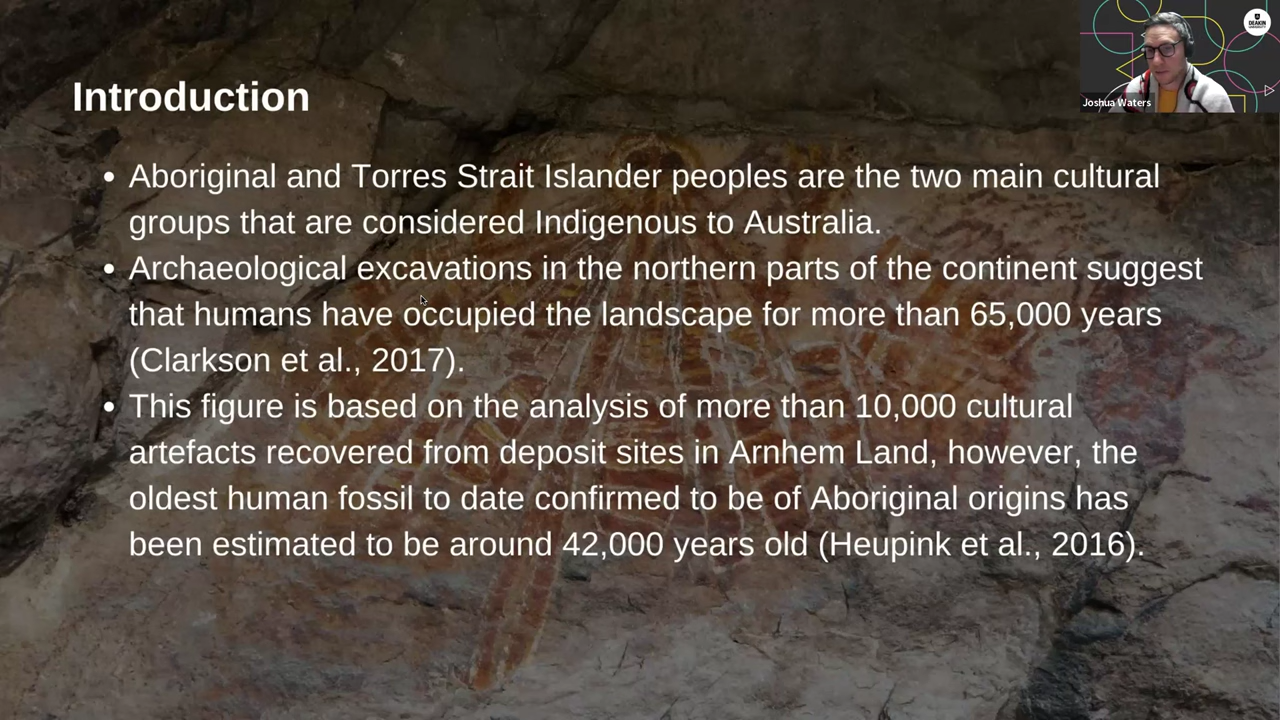 DEAKIN
UNIVERSITY
Joshua Waters
Introduction
• Aboriginal and Torres Strait Islander peoples are the two main cultural
groups that are considered Indigenous to Australia.
• Archaeological excavations in the northern parts of the continent suggest
that humans have occupied the landscape for more than 65,000 years
(Clarkson et al., 2017).
• This figure is based on the analysis of more than 10,000 cultural
artefacts recovered from deposit sites in Arnhem Land, however, the
oldest human fossil to date confirmed to be of Aboriginal origins has
been estimated to be around 42,000 years old (Heupink et al., 2016).